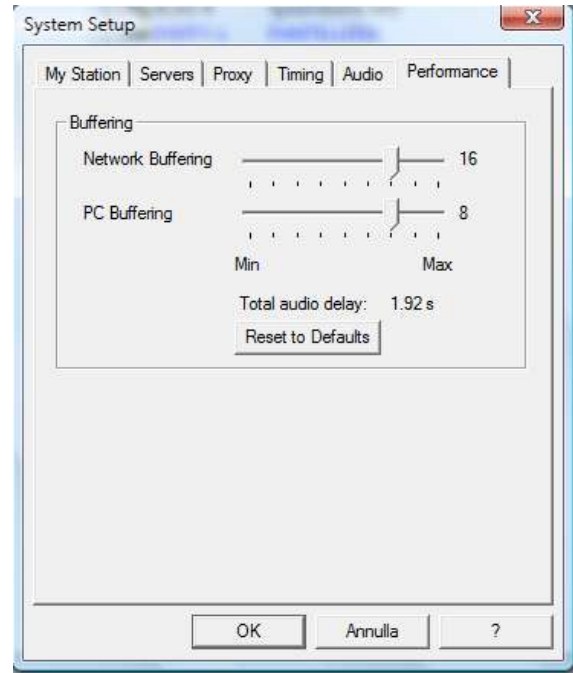 System Setup
My Station Servers Proxy Timing Audio Performance
Buffering
Network Buffering 16
PC Buffering 8
Min Max
Total audio delay: 1.92 s
Reset to Defaults
OK Annulla ?